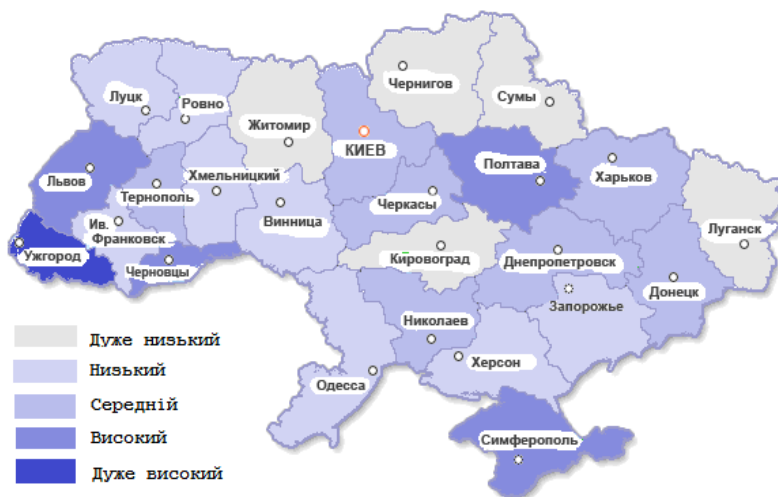 Чернигов
Луцк
Ровно
Сумы
Житомир
КИЕВ
Львов
Хмельницкий
Полтава
Харьков
Тернополь
Черкасы
Винница
Ив.
Франковск
Луганск
Ужгород
Черновцы
Кировоград
Днепропетровск
Донецк
Запорожье
Николаев
Херсон
Одесса
Симферополь
Дуже низький
Низький
Середній
Високий
Дуже високий